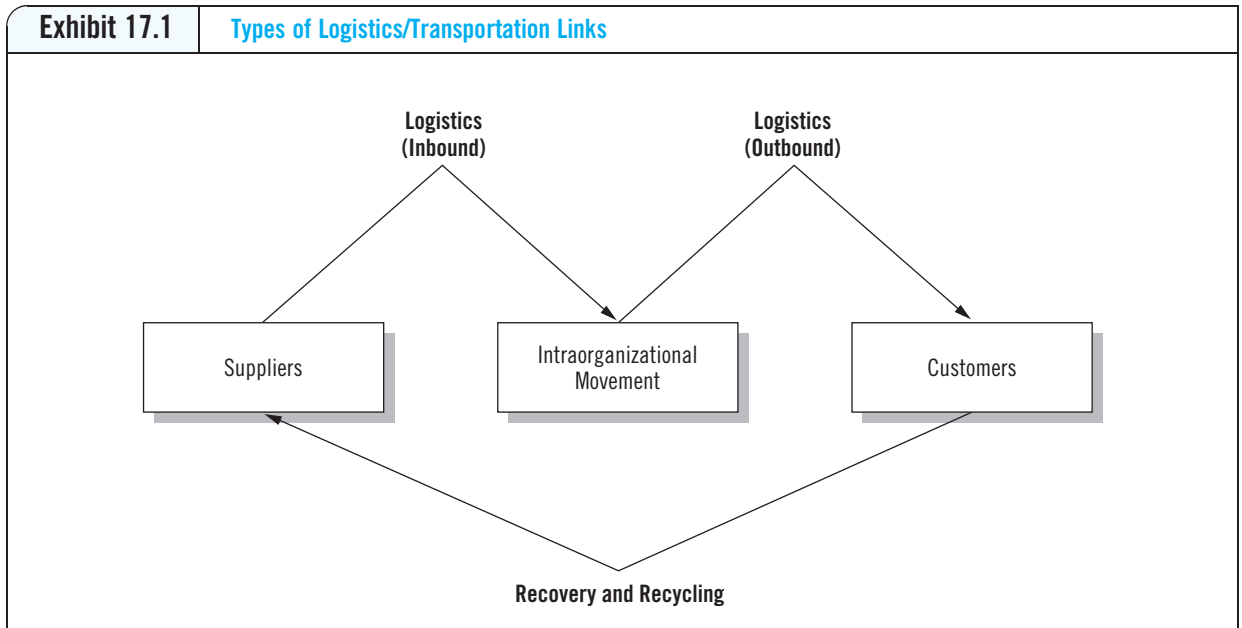 Exhibit 17.1
Types of Logistics/Transportation Links
Logistics
(Inbound)
Logistics
(Outbound)
Suppliers
Intraorganizational
Movement
Customers
Recovery and Recycling